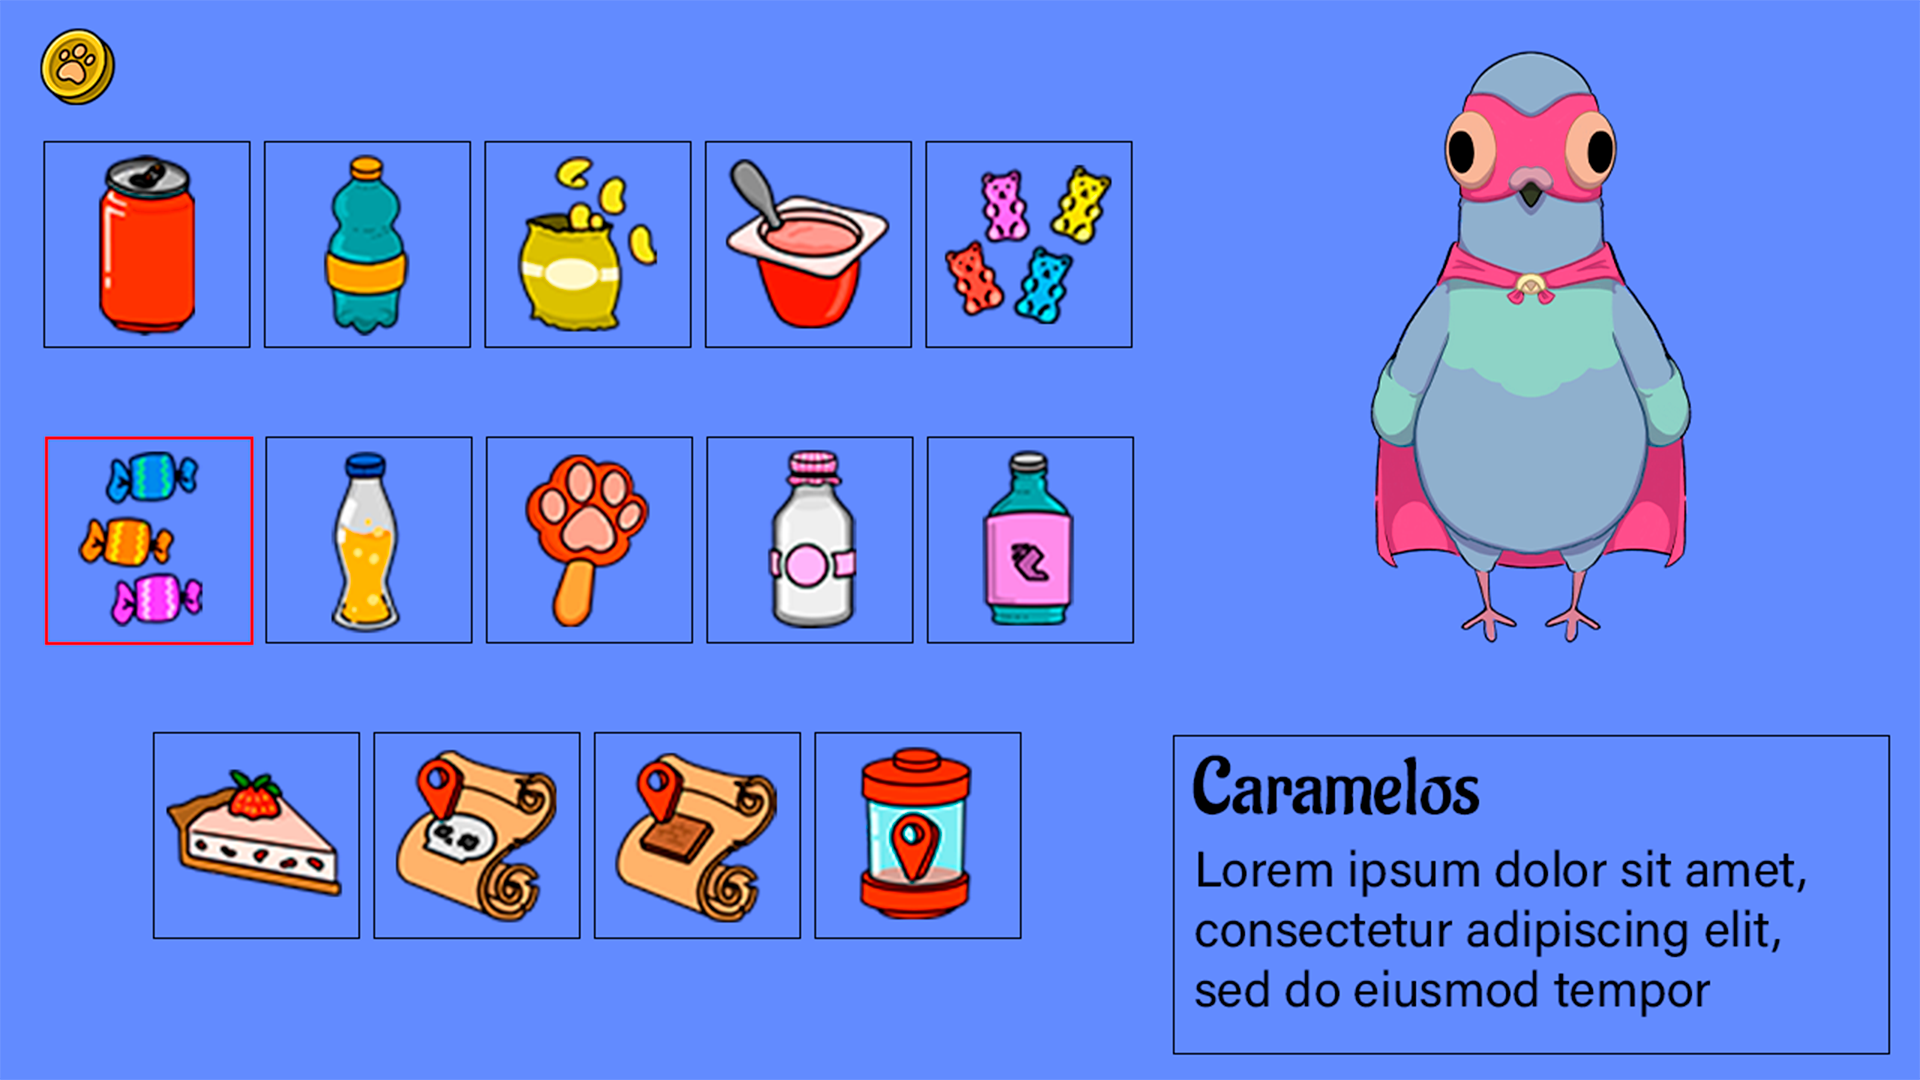 Caramelos
Lorem ipsum dolor sit amet,
consectetur adipiscing elit,
sed do eiusmod tempor